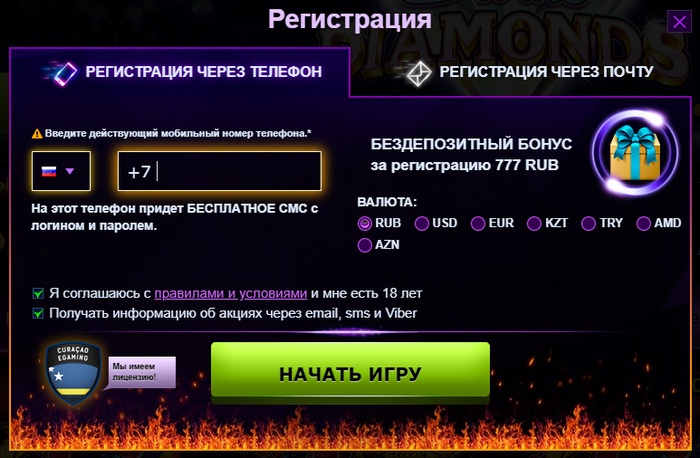 DIAMONDS
Регистрация
РЕГИСТРАЦИЯ ЧЕРЕЗ ТЕЛЕФОН
РЕГИСТРАЦИЯ ЧЕРЕЗ ПОЧТУ
Введите действующий мобильный номер телефона.*
+7
На этот телефон придет БЕСПЛАТНОЕ СМС с
логином и паролем.
БЕЗДЕПОЗИТНЫЙ БОНУС
за регистрацию 777 RUB
ВАЛЮТА:
RUB USD EUR KZT TRY AMD
AZN
Я соглашаюсь с правилами и условиями и мне есть 18 лет
Получать информацию об акциях через email, sms и Viber
CURAÇAO
EGAMING
Мы имеем
лицензию!
НАЧАТЬ ИГРУ